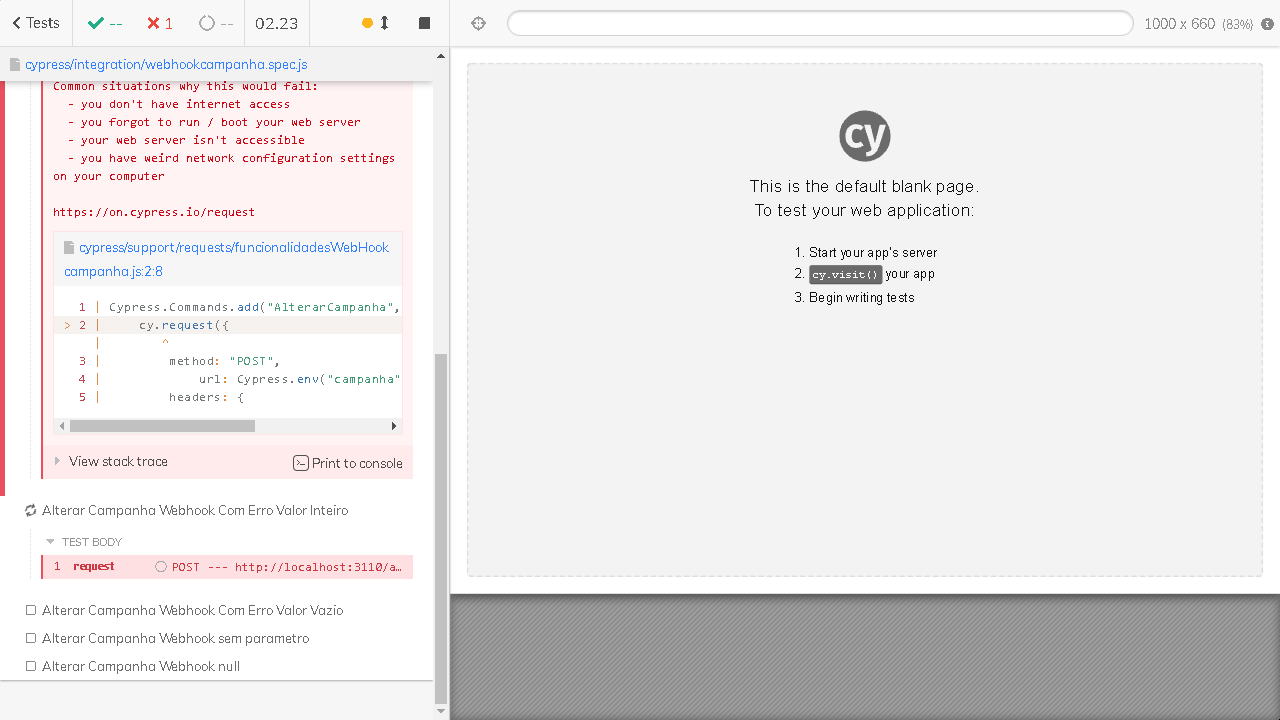 Tests
--
1
--
02.23
1000 x 660 (83%)
cypress/integration/webhookcampanha.spec.js
Common situations why this would fail:
- you don't have internet access
- you forgot to run / boot your web server
- your web server isn't accessible
- you have weird network configuration settings
on your computer
https://on.cypress.io/request
cypress/support/requests/funcionalidadesWebHook
campanha.js:2:8
1 | Cypress.Commands.add("AlterarCampanha",
> 2 | cy.request({
| ^
3 | method: "POST",
4 | url: Cypress.env("campanha"
5 | headers: {
View stack trace
Print to console
Alterar Campanha Webhook Com Erro Valor Inteiro
TEST BODY
1 request POST --- http://localhost:3110/a…
Alterar Campanha Webhook Com Erro Valor Vazio
Alterar Campanha Webhook sem parametro
Alterar Campanha Webhook null
cy
This is the default blank page.
To test your web application:
1. Start your app's server
2. cy.visit() your app
3. Begin writing tests